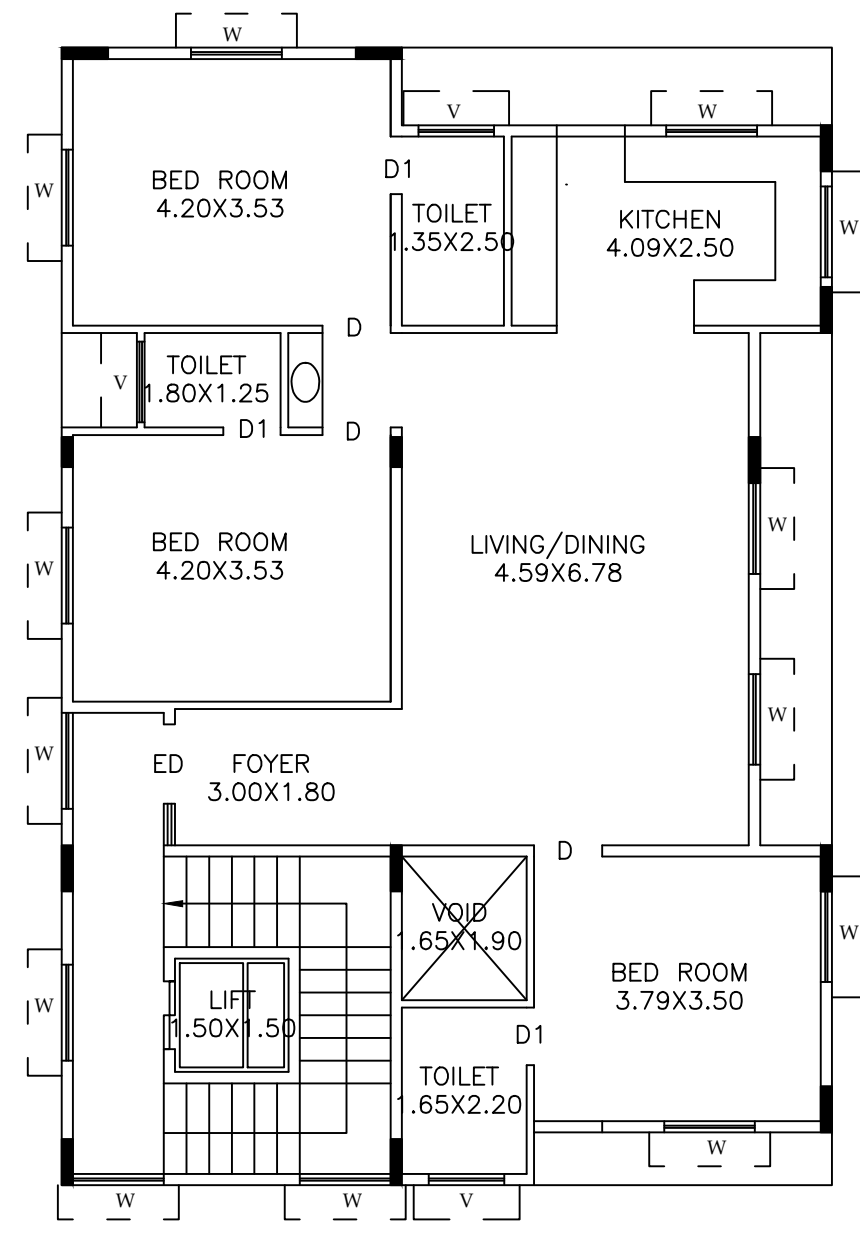 W
V
W
W
W
BED ROOM
4.20X3.53
D1
TOILET
1.35X2.50
KITCHEN
4.09X2.50
D
V
TOILET
1.80X1.25
D1
D
W
BED ROOM
4.20X3.53
LIVING/DINING
4.59X6.78
W
W
W
ED
FOYER
3.00X1.80
D
VOID
1.65X1.90
W
BED ROOM
3.79X3.50
W
LIFT
1.50X1.50
D1
TOILET
1.65X2.20
W
W
W
V